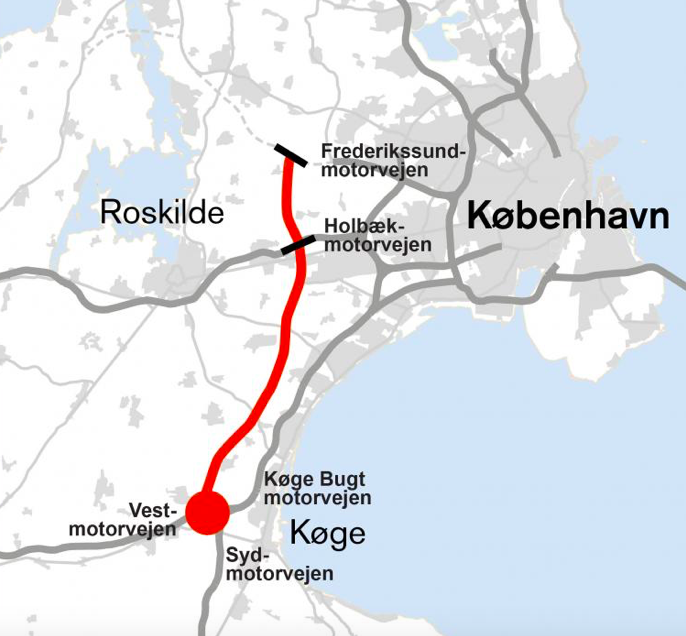 Frederikssund-
motorvejen
Roskilde
København
Holbæk-
motorvejen
Køge Bugt
motorvejen
Vest-
motorvejen
Køge
Syd-
motorvejen